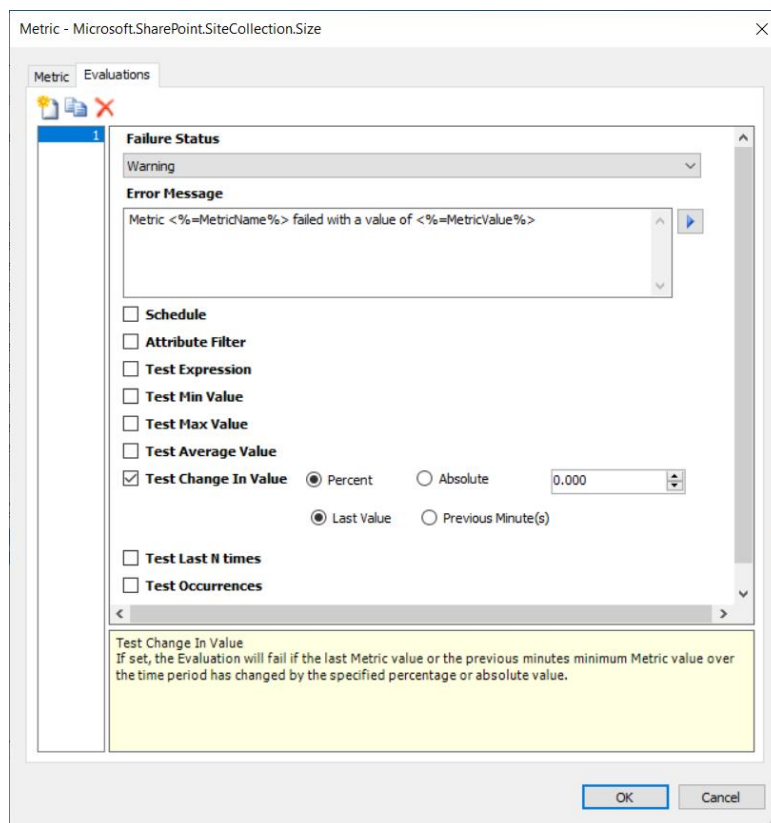 Metric - Microsoft.SharePoint.SiteCollection.Size
Metric Evaluations
1
Failure Status
Warning
Error Message
Metric <%=MetricName%> failed with a value of <%=MetricValue%>
Schedule
Attribute Filter
Test Expression
Test Min Value
Test Max Value
Test Average Value
Test Change In Value Percent Absolute 0.000
Last Value Previous Minute(s)
Test Last N times
Test Occurrences
Test Change In Value
If set, the Evaluation will fail if the last Metric value or the previous minutes minimum Metric value over
the time period has changed by the specified percentage or absolute value.
OK Cancel